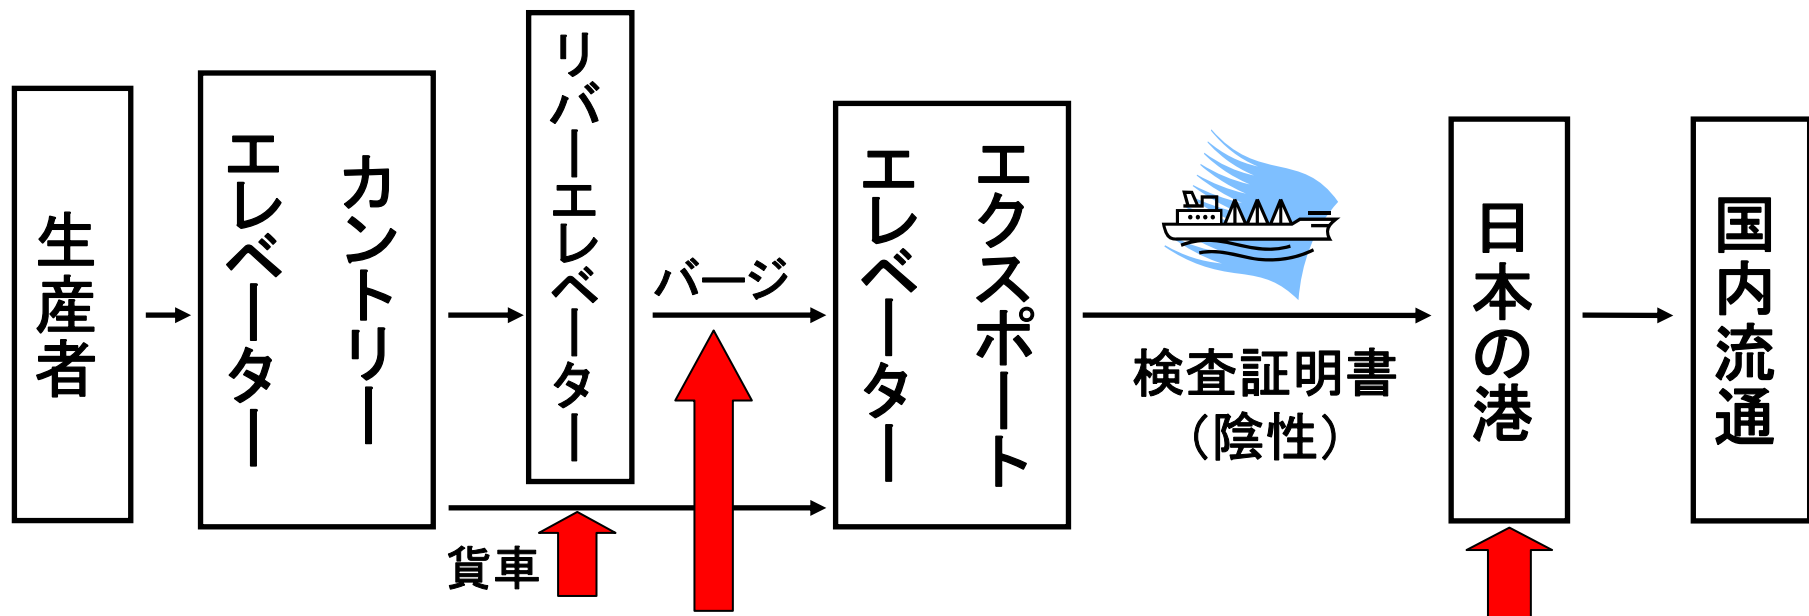 生産者
カントリー
エレベーター
リバーエレベーター
バージ
貨車
エクスポート
エレベーター
検査証明書
（陰性）
日本の港
国内流通